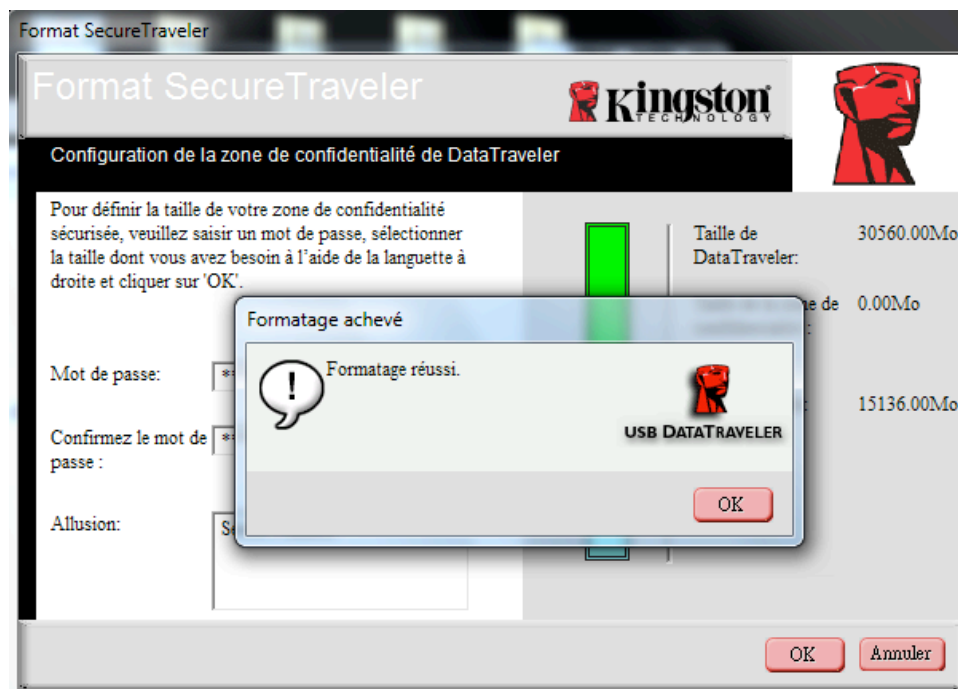 Format SecureTraveler
Format SecureTraveler
Kingston
TECHNOLOGY
Configuration de la zone de confidentialité de DataTraveler
Pour définir la taille de votre zone de confidentialité
sécurisée, veuillez saisir un mot de passe, sélectionner
la taille dont vous avez besoin à l'aide de la languette à
droite et cliquer sur 'OK'.
Taille de
DataTraveler:
30560.00Mo
de
0.00Mo
:
:
15136.00Mo
Formatage achevé
Formatage réussi.
USB DATATRAVELER
OK
Mot de passe:
**
Confirmez le mot de
passe :
**
Allusion:
OK
Annuler